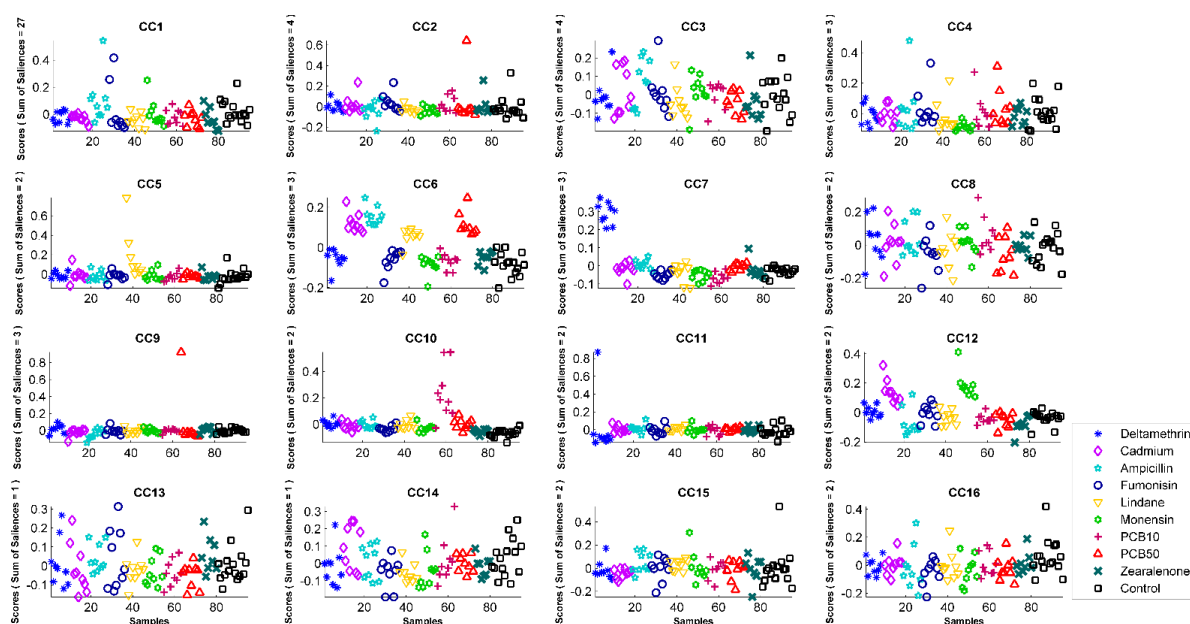 CC1
CC2
CC3
CC4
Scores ( Sum of Saliences = 27
Scores ( Sum of Saliences = 4 )
Scores ( Sum of Saliences = 4 )
Scores ( Sum of Saliences = 3 )
0.4
0.2
0
20 40 60 80
0.6
0.4
0.2
0
-0.2
20 40 60 80
0.2
0.1
0
-0.1
20 40 60 80
0.4
0.2
0
20 40 60 80
CC5
CC6
CC7
CC8
Scores ( Sum of Saliences = 2 )
Scores ( Sum of Saliences = 3 )
Scores ( Sum of Saliences = 3 )
Scores ( Sum of Saliences = 2 )
0.6
0.4
0.2
0
20 40 60 80
0.2
0
-0.2
20 40 60 80
0.3
0.2
0.1
0
-0.1
20 40 60 80
0.2
0
-0.2
20 40 60 80
CC9
CC10
CC11
CC12
Scores ( Sum of Saliences = 3 )
Scores ( Sum of Saliences = 2 )
Scores ( Sum of Saliences = 2 )
Scores ( Sum of Saliences = 2 )
0.8
0.6
0.4
0.2
0
20 40 60 80
0.4
0.2
0
20 40 60 80
0.8
0.6
0.4
0.2
0
20 40 60 80
0.4
0.2
0
-0.2
20 40 60 80
CC13
CC14
CC15
CC16
Scores ( Sum of Saliences = 1 )
Scores ( Sum of Saliences = 1 )
Scores ( Sum of Saliences = 2 )
Scores ( Sum of Saliences = 2 )
0.3
0.2
0.1
0
-0.1
20 40 60 80
Samples
0.3
0.2
0.1
0
-0.1
20 40 60 80
Samples
0.4
0.2
0
-0.2
20 40 60 80
Samples
0.4
0.2
0
-0.2
20 40 60 80
Samples
Deltamethrin
Cadmium
Ampicillin
Fumonisin
Lindane
Monensin
PCB10
PCB50
Zearalenone
Control